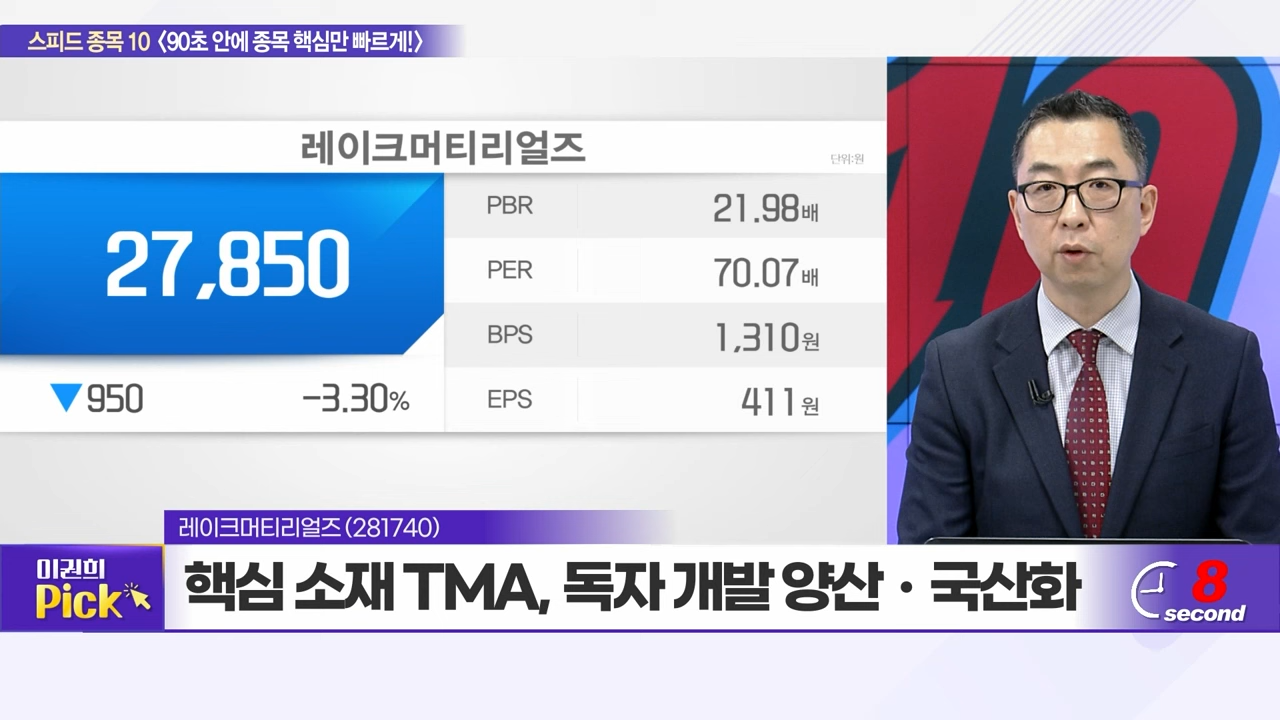 스피드 종목 10 〈90초 안에 종목 핵심만 빠르게!〉
레이크머티리얼즈
단위:원
27,850
▼950 -3.30%
PBR 21.98배
PER 70.07배
BPS 1,310원
EPS 411원
레이크머티리얼즈(281740)
이권희
Pick
핵심 소재 TMA, 독자 개발 양산·국산화
8
second